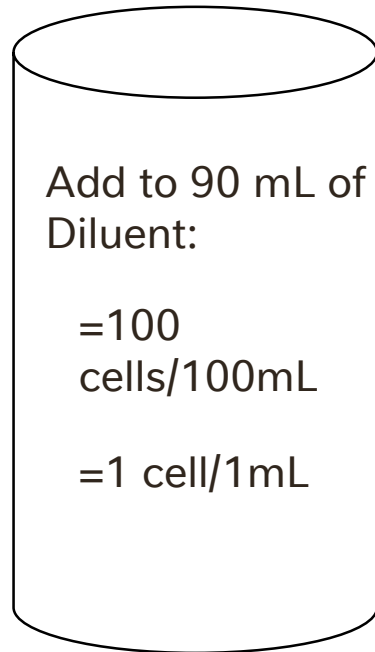 Add to 90 mL of
Diluent:
=100
cells/100mL
=1 cell/1mL